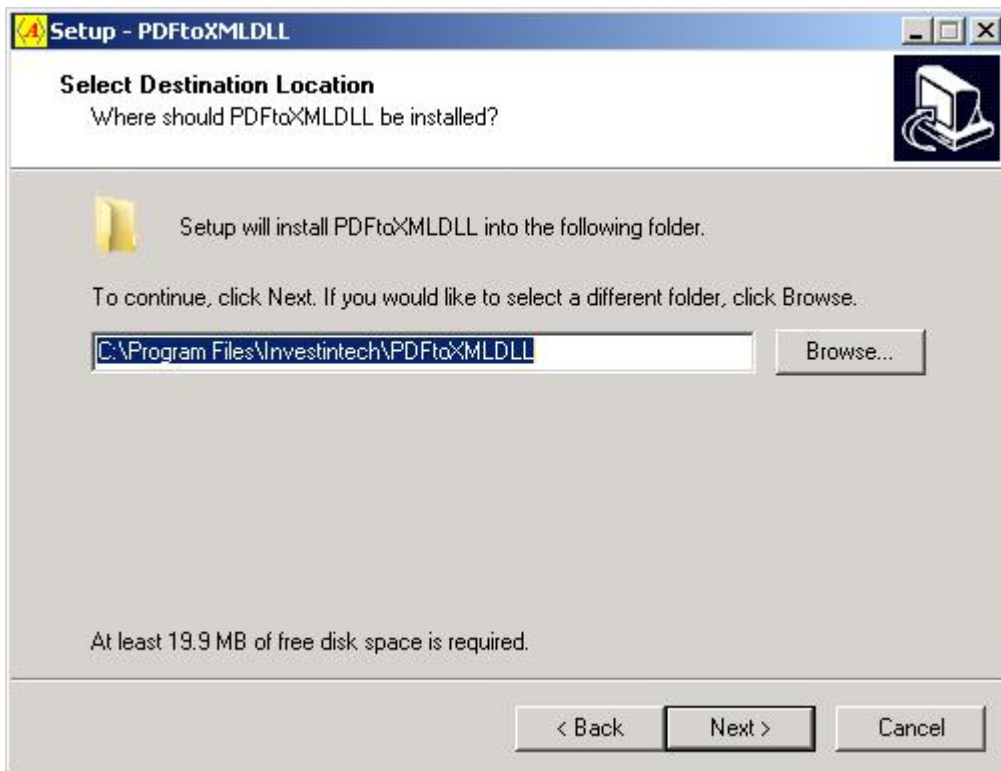 Setup - PDFtoXMLDLL
Select Destination Location
Where should PDFtoXMLDLL be installed?
Setup will install PDFtoXMLDLL into the following folder.
To continue, click Next. If you would like to select a different folder, click Browse.
C:\Program Files\Investintech\PDFtoXMLDLL
Browse...
At least 19.9 MB of free disk space is required.
< Back
Next >
Cancel